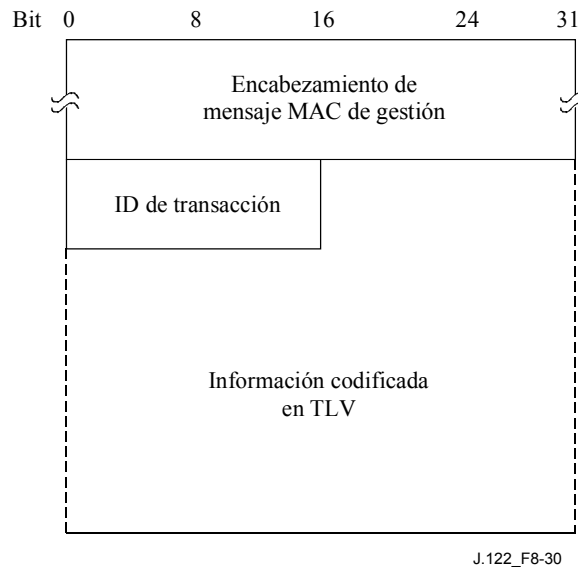 Bit 0 8 16 24 31
Encabezamiento de
mensaje MAC de gestión
ID de transacción
Información codificada
en TLV
J.122_F8-30